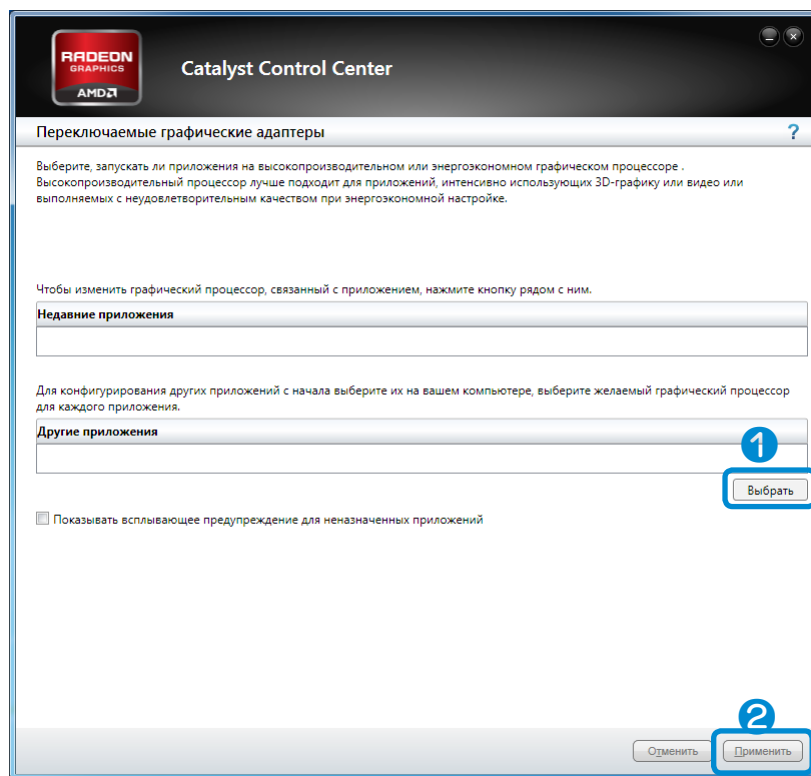 RADEON
GRAPHICS
AMD
Catalyst Control Center
Переключаемые графические адаптеры
?
Выберите, запускать ли приложения на высокопроизводительном или энергоэкономном графическом процессоре .
Высокопроизводительный процессор лучше подходит для приложений, интенсивно использующих 3D-графику или видео или
выполняемых с неудовлетворительным качеством при энергоэкономной настройке.
Чтобы изменить графический процессор, связанный с приложением, нажмите кнопку рядом с ним.
Недавние приложения
Для конфигурирования других приложений с начала выберите их на вашем компьютере, выберите желаемый графический процессор
для каждого приложения.
Другие приложения
1
Выбрать
Показывать всплывающее предупреждение для неназначенных приложений
2
Отменить Применить